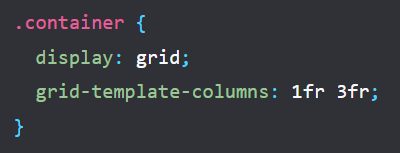 .container {
  display: grid;
  grid-template-columns: 1fr 3fr;
}